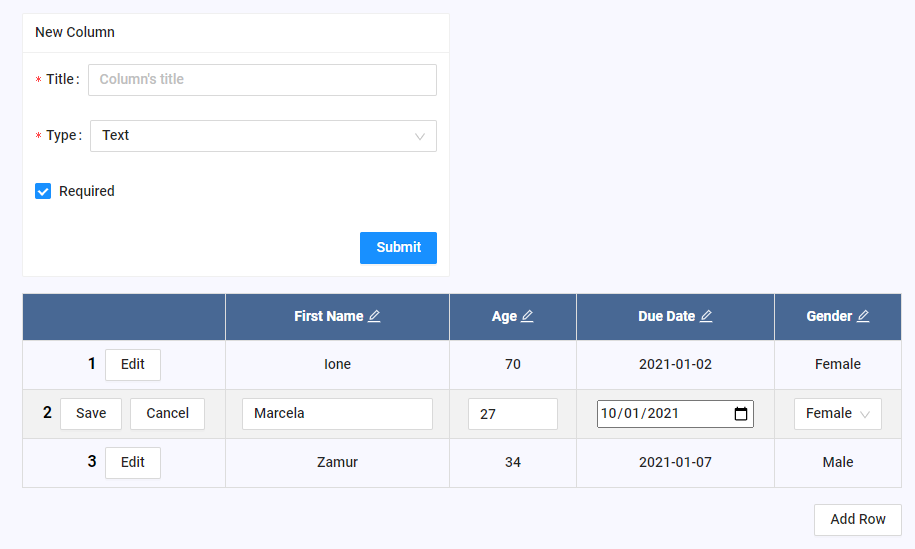 New Column
* Title : Column's title
* Type : Text
Required
Submit
First Name Age Due Date Gender
1 Edit Ione 70 2021-01-02 Female
2 Save Cancel Marcela 27 10/01/2021 Female
3 Edit Zamur 34 2021-01-07 Male
Add Row